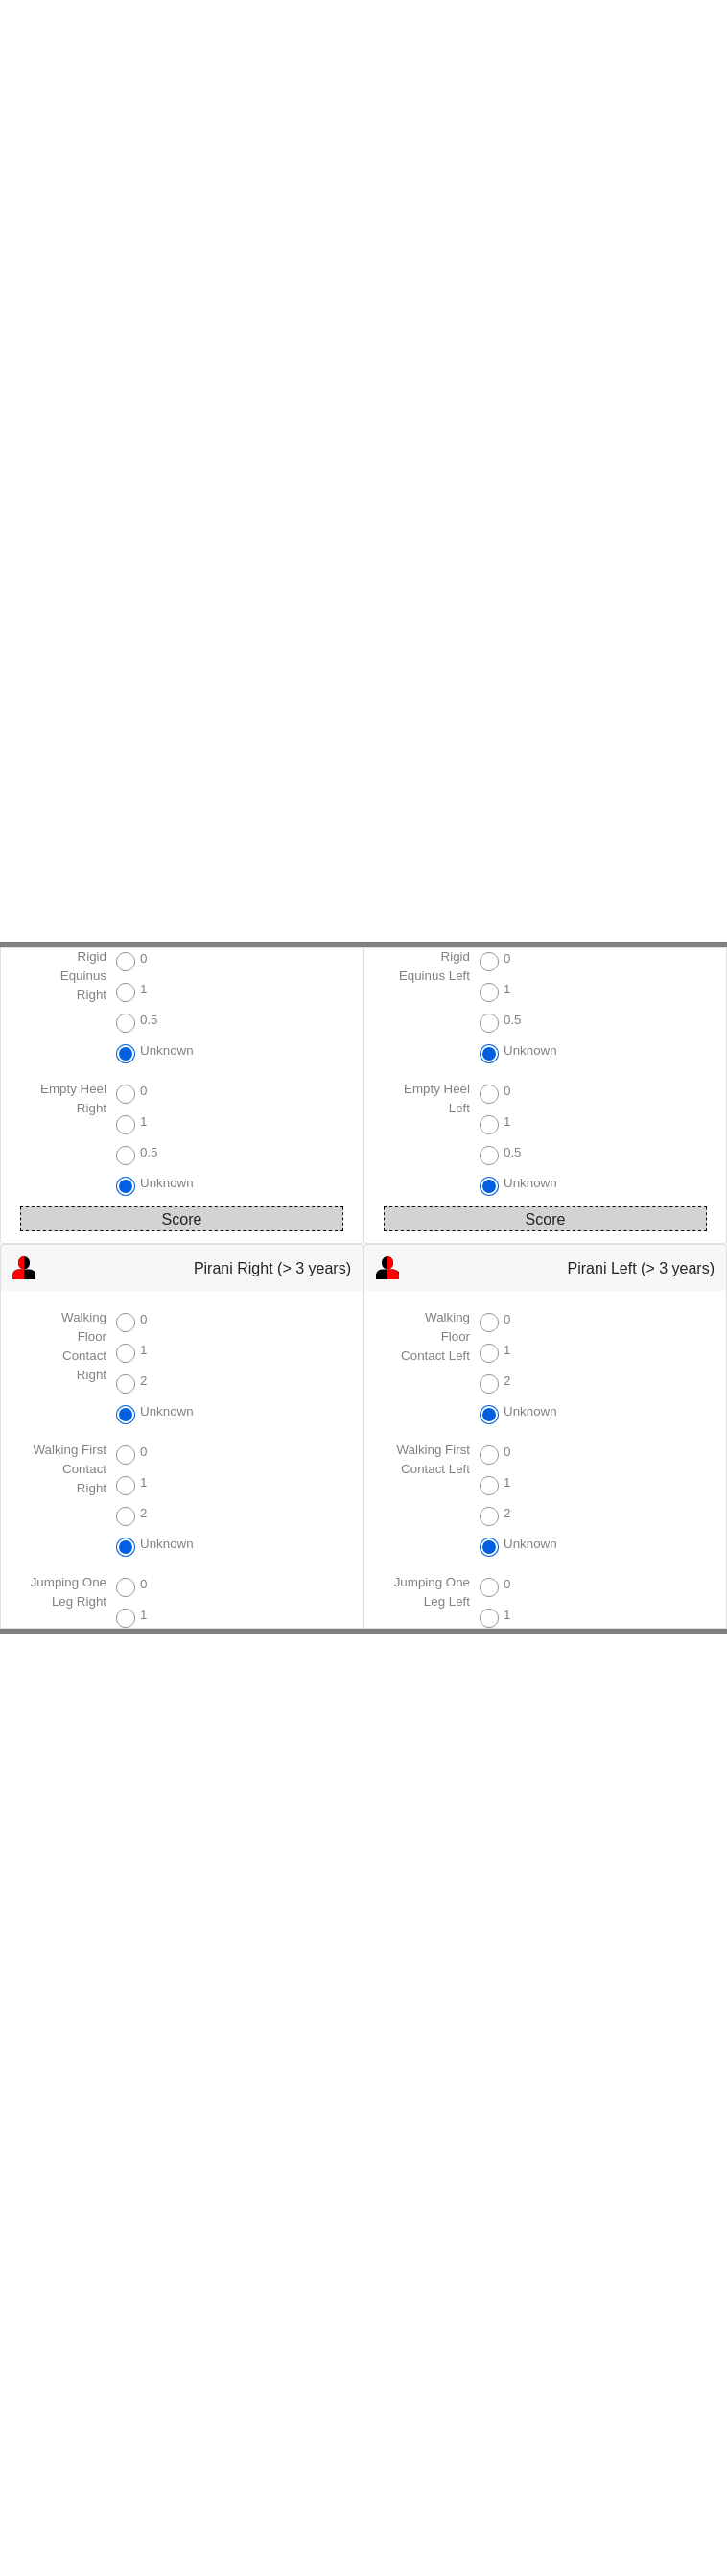 Rigid
Equinus
Right
0
1
0.5
Unknown
Empty Heel
Right
0
1
0.5
Unknown
Score
Rigid
Equinus Left
0
1
0.5
Unknown
Empty Heel
Left
0
1
0.5
Unknown
Score
Pirani Right (> 3 years)
Walking
Floor
Contact
Right
0
1
2
Unknown
Walking First
Contact
Right
0
1
2
Unknown
Jumping One
Leg Right
0
1
Pirani Left (> 3 years)
Walking
Floor
Contact Left
0
1
2
Unknown
Walking First
Contact Left
0
1
2
Unknown
Jumping One
Leg Left
0
1